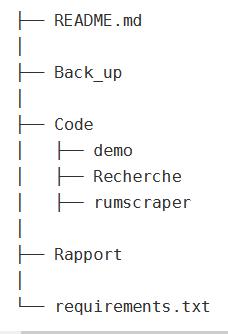 ├── README.md
│
├── Back_up
│
├── Code
│   ├── demo
│   ├── Recherche
│   ├── rumscraper
│
├── Rapport
│
└── requirements.txt